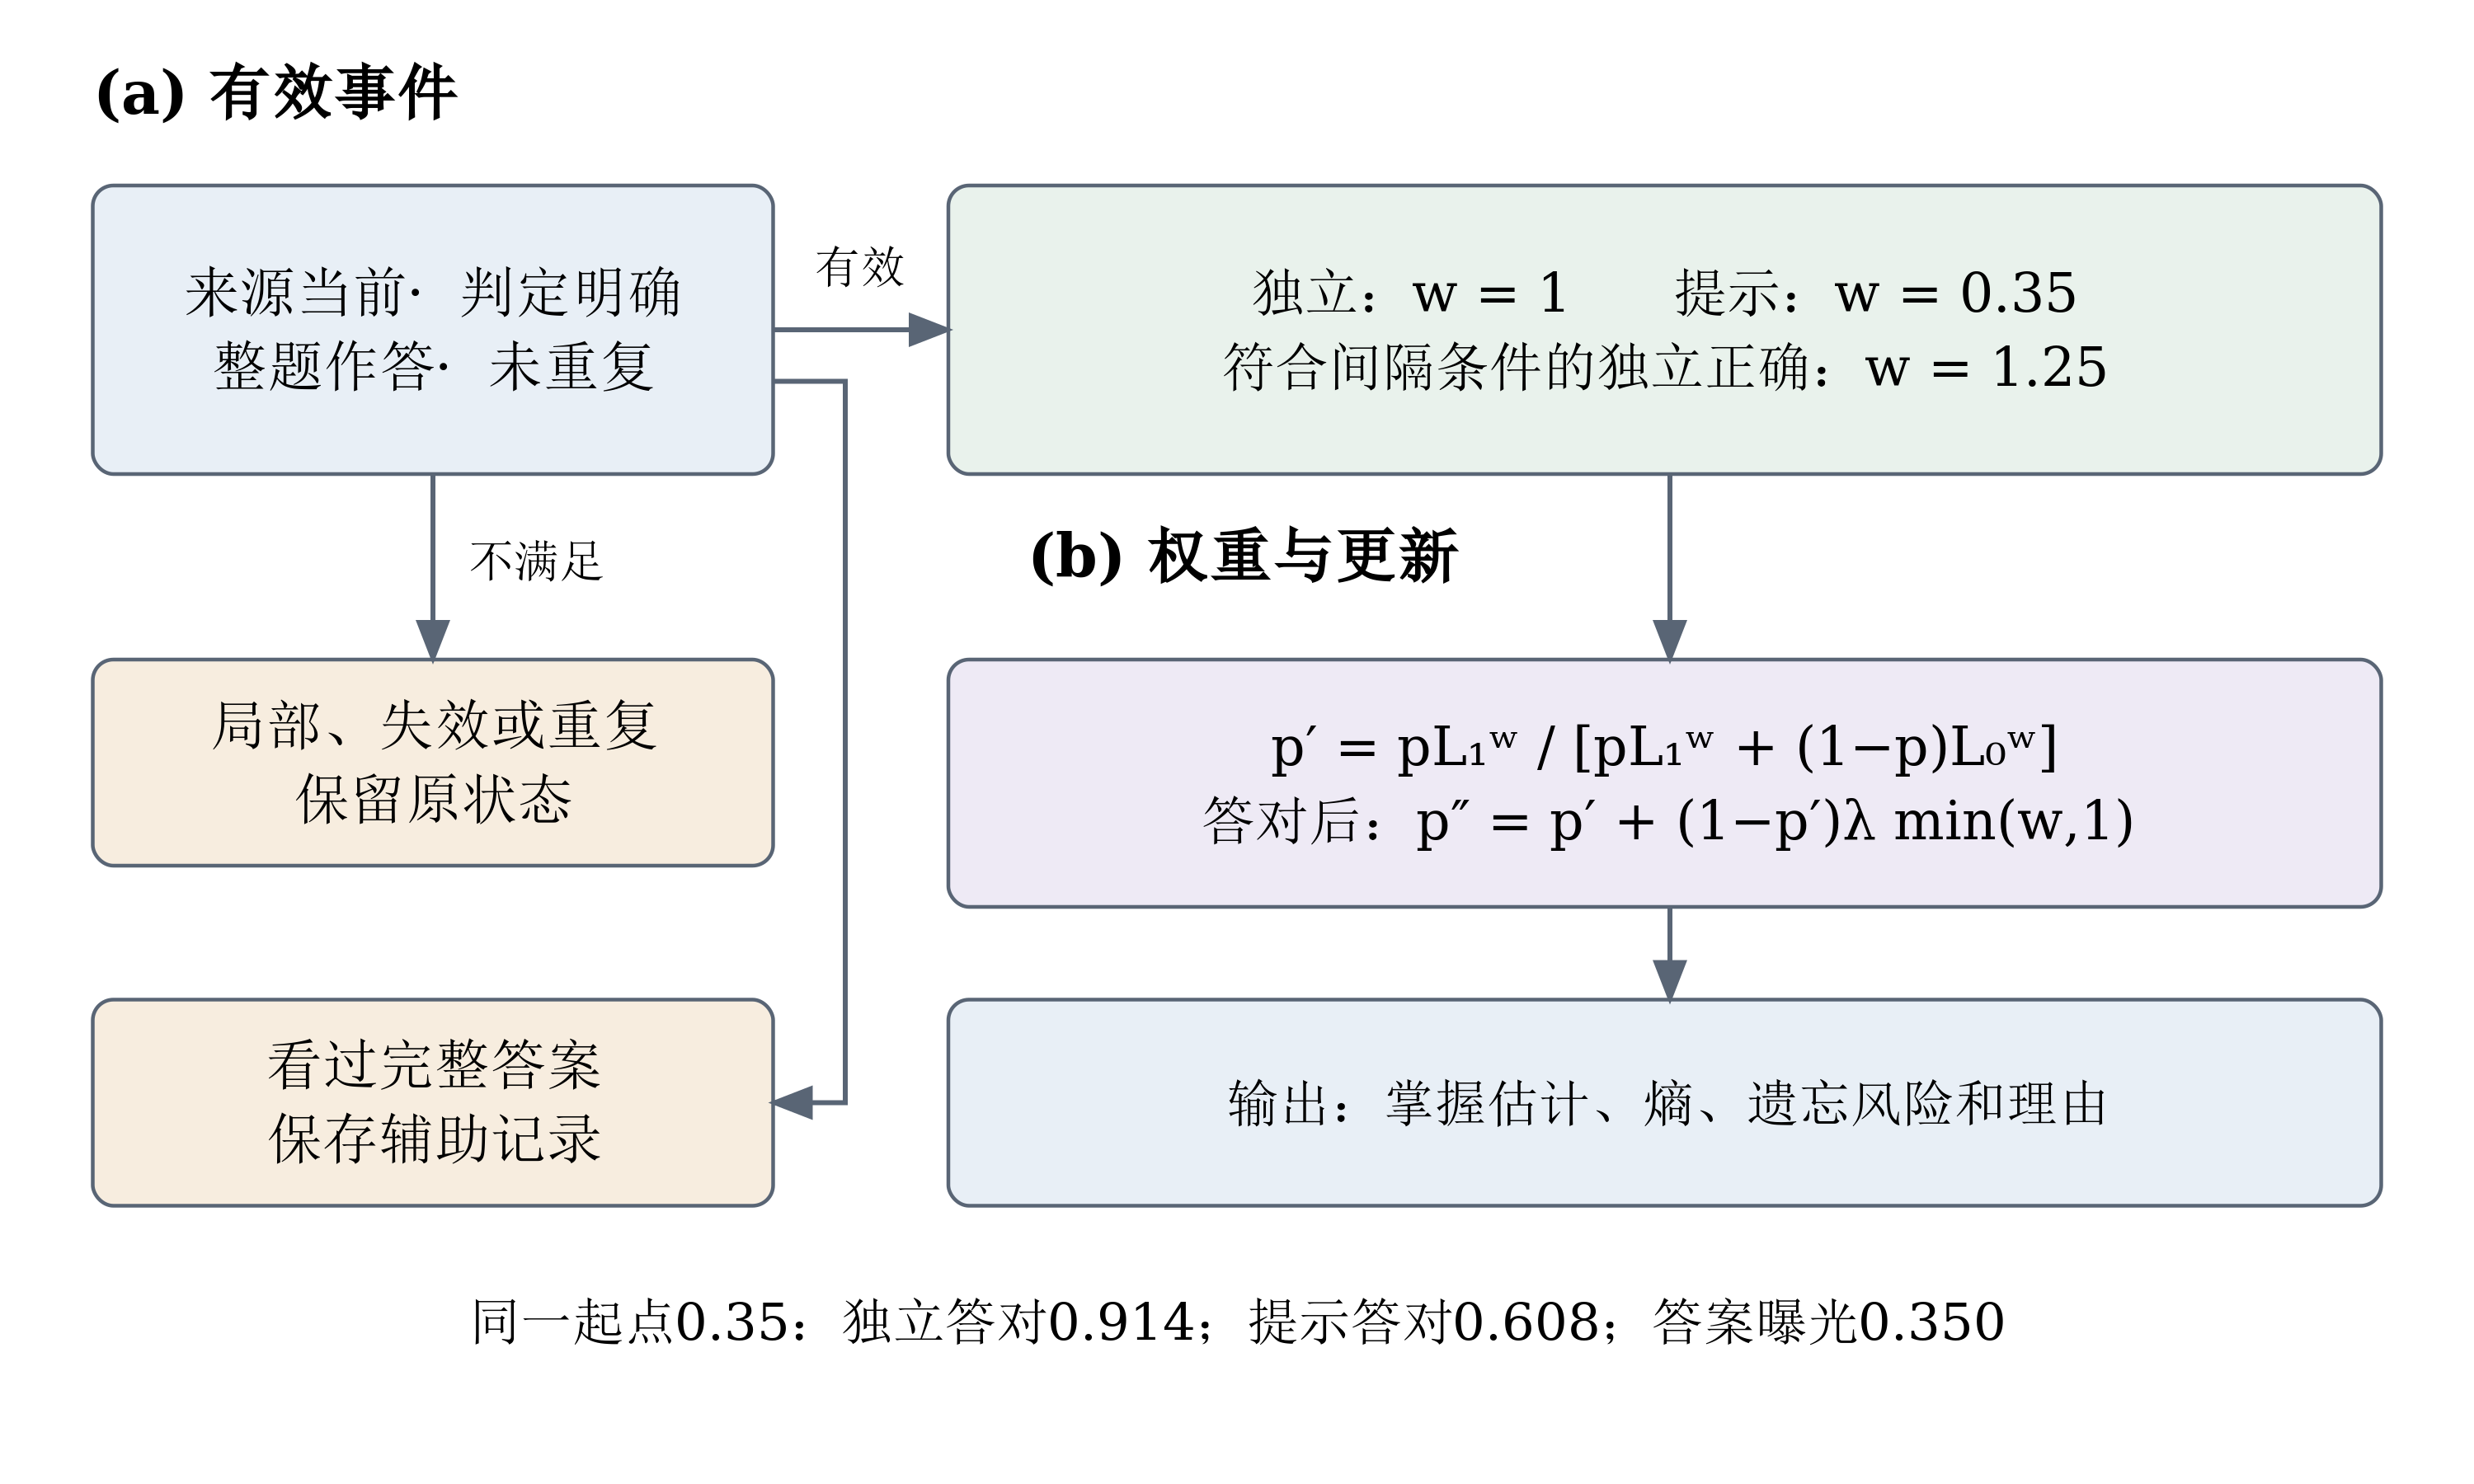 (a) 有效事件
来源当前· 判定明确
整题作答· 未重复
有效
独立：w = 1 提示：w = 0.35
符合间隔条件的独立正确：w = 1.25
不满足
(b) 权重与更新
局部、失效或重复
保留原状态
p′ = pL₁ʷ / [pL₁ʷ + (1−p)L₀ʷ]
答对后：p″ = p′ + (1−p′)λ min(w,1)
看过完整答案
保存辅助记录
输出：掌握估计、熵、遗忘风险和理由
同一起点0.35：独立答对0.914；提示答对0.608；答案曝光0.350